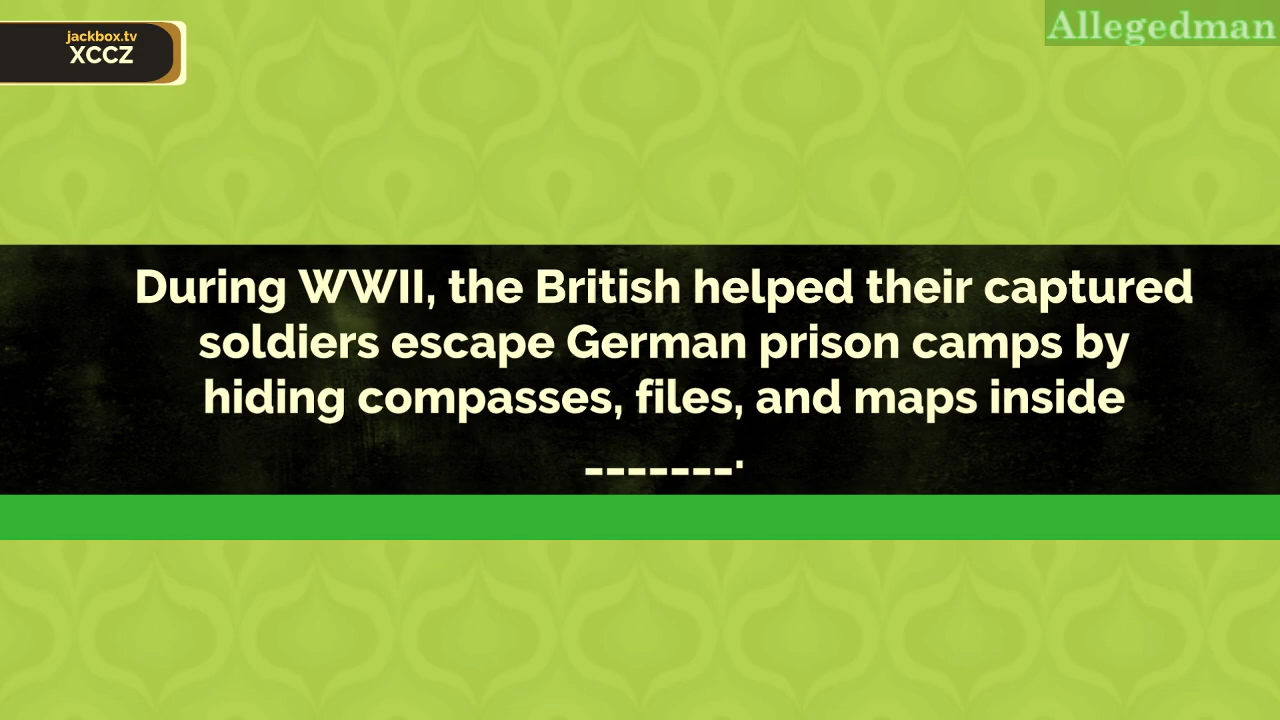 jackbox.tv
XCCZ
Allegedman
During WWII, the British helped their captured
soldiers escape German prison camps by
hiding compasses, files, and maps inside
_______.